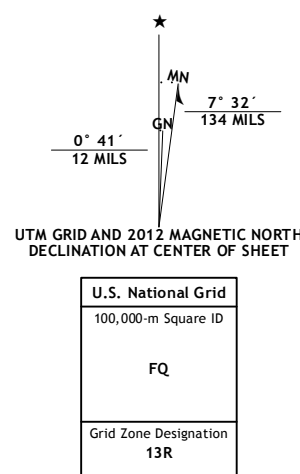 ★
MN
GN
7° 32´
134 MILS
0° 41´
12 MILS
UTM GRID AND 2012 MAGNETIC NORTH
DECLINATION AT CENTER OF SHEET
U.S. National Grid
100,000-m Square ID
FQ
Grid Zone Designation
13R